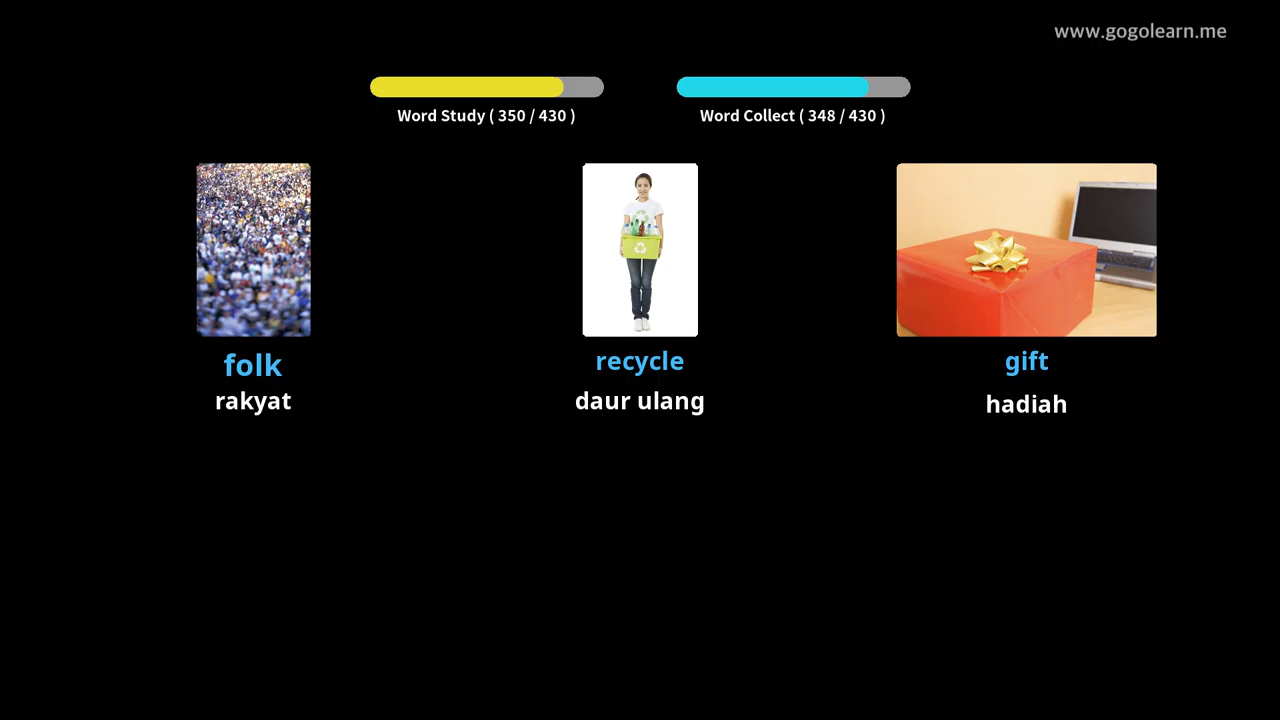 www.gogolearn.me
Word Study ( 350 / 430 )
Word Collect ( 348 / 430 )
folk
recycle
gift
rakyat
daur ulang
hadiah